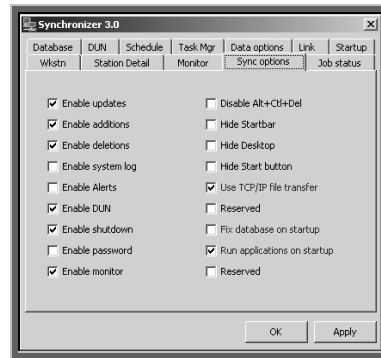 Synchronizer 3.0
Database DUN Schedule Task Mgr Data options Link Startup
Wkstn Station Detail Monitor Sync options Job status
Enable updates Disable Alt+Ctl+Del
Enable additions Hide Startbar
Enable deletions Hide Desktop
Enable system log Hide Start button
Enable Alerts Use TCP/IP file transfer
Enable DUN Reserved
Enable shutdown Fix database on startup
Enable password Run applications on startup
Enable monitor Reserved
OK Apply